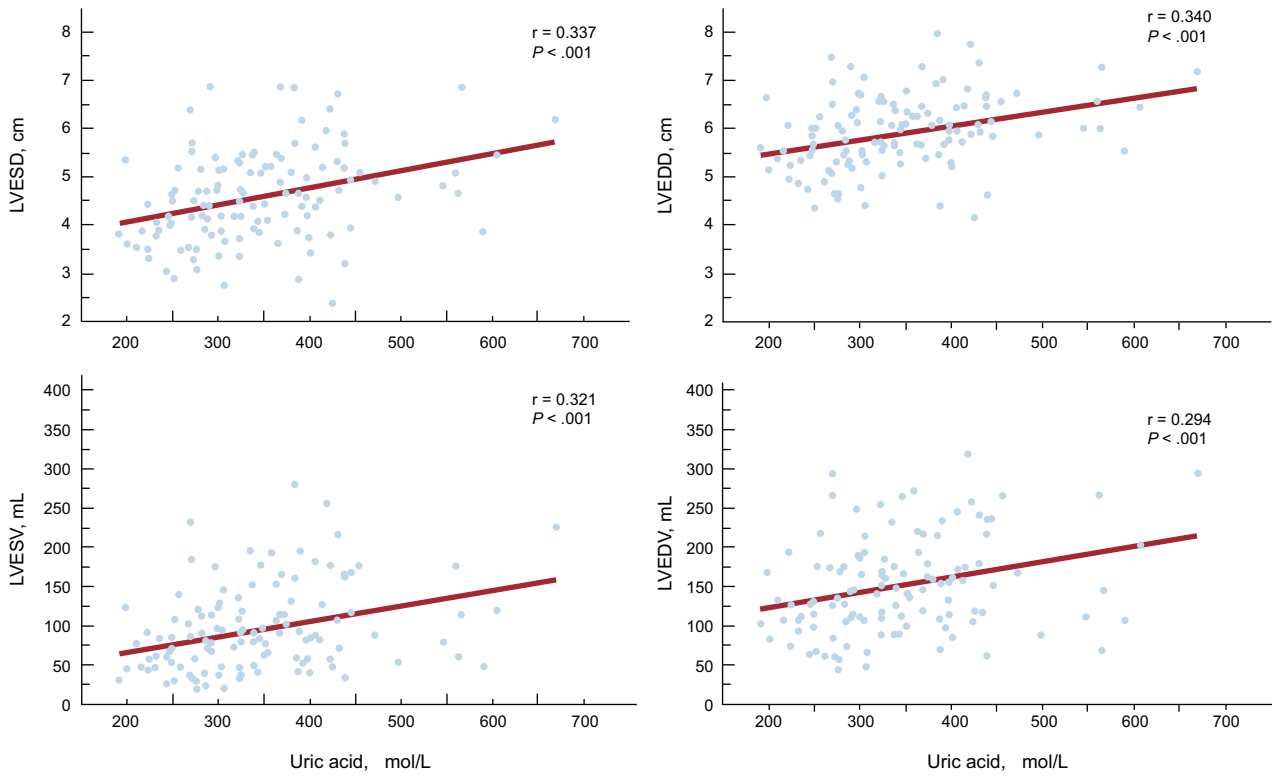 r = 0.337
P < .001
8
7
6
5
4
3
2
LVESD, cm
200 300 400 500 600 700
r = 0.340
P < .001
8
7
6
5
4
3
2
LVEDD, cm
200 300 400 500 600 700
r = 0.321
P < .001
400
350
300
250
200
150
100
50
0
LVESV, mL
200 300 400 500 600 700
Uric acid, mol/L
r = 0.294
P < .001
400
350
300
250
200
150
100
50
0
LVEDV, mL
200 300 400 500 600 700
Uric acid, mol/L